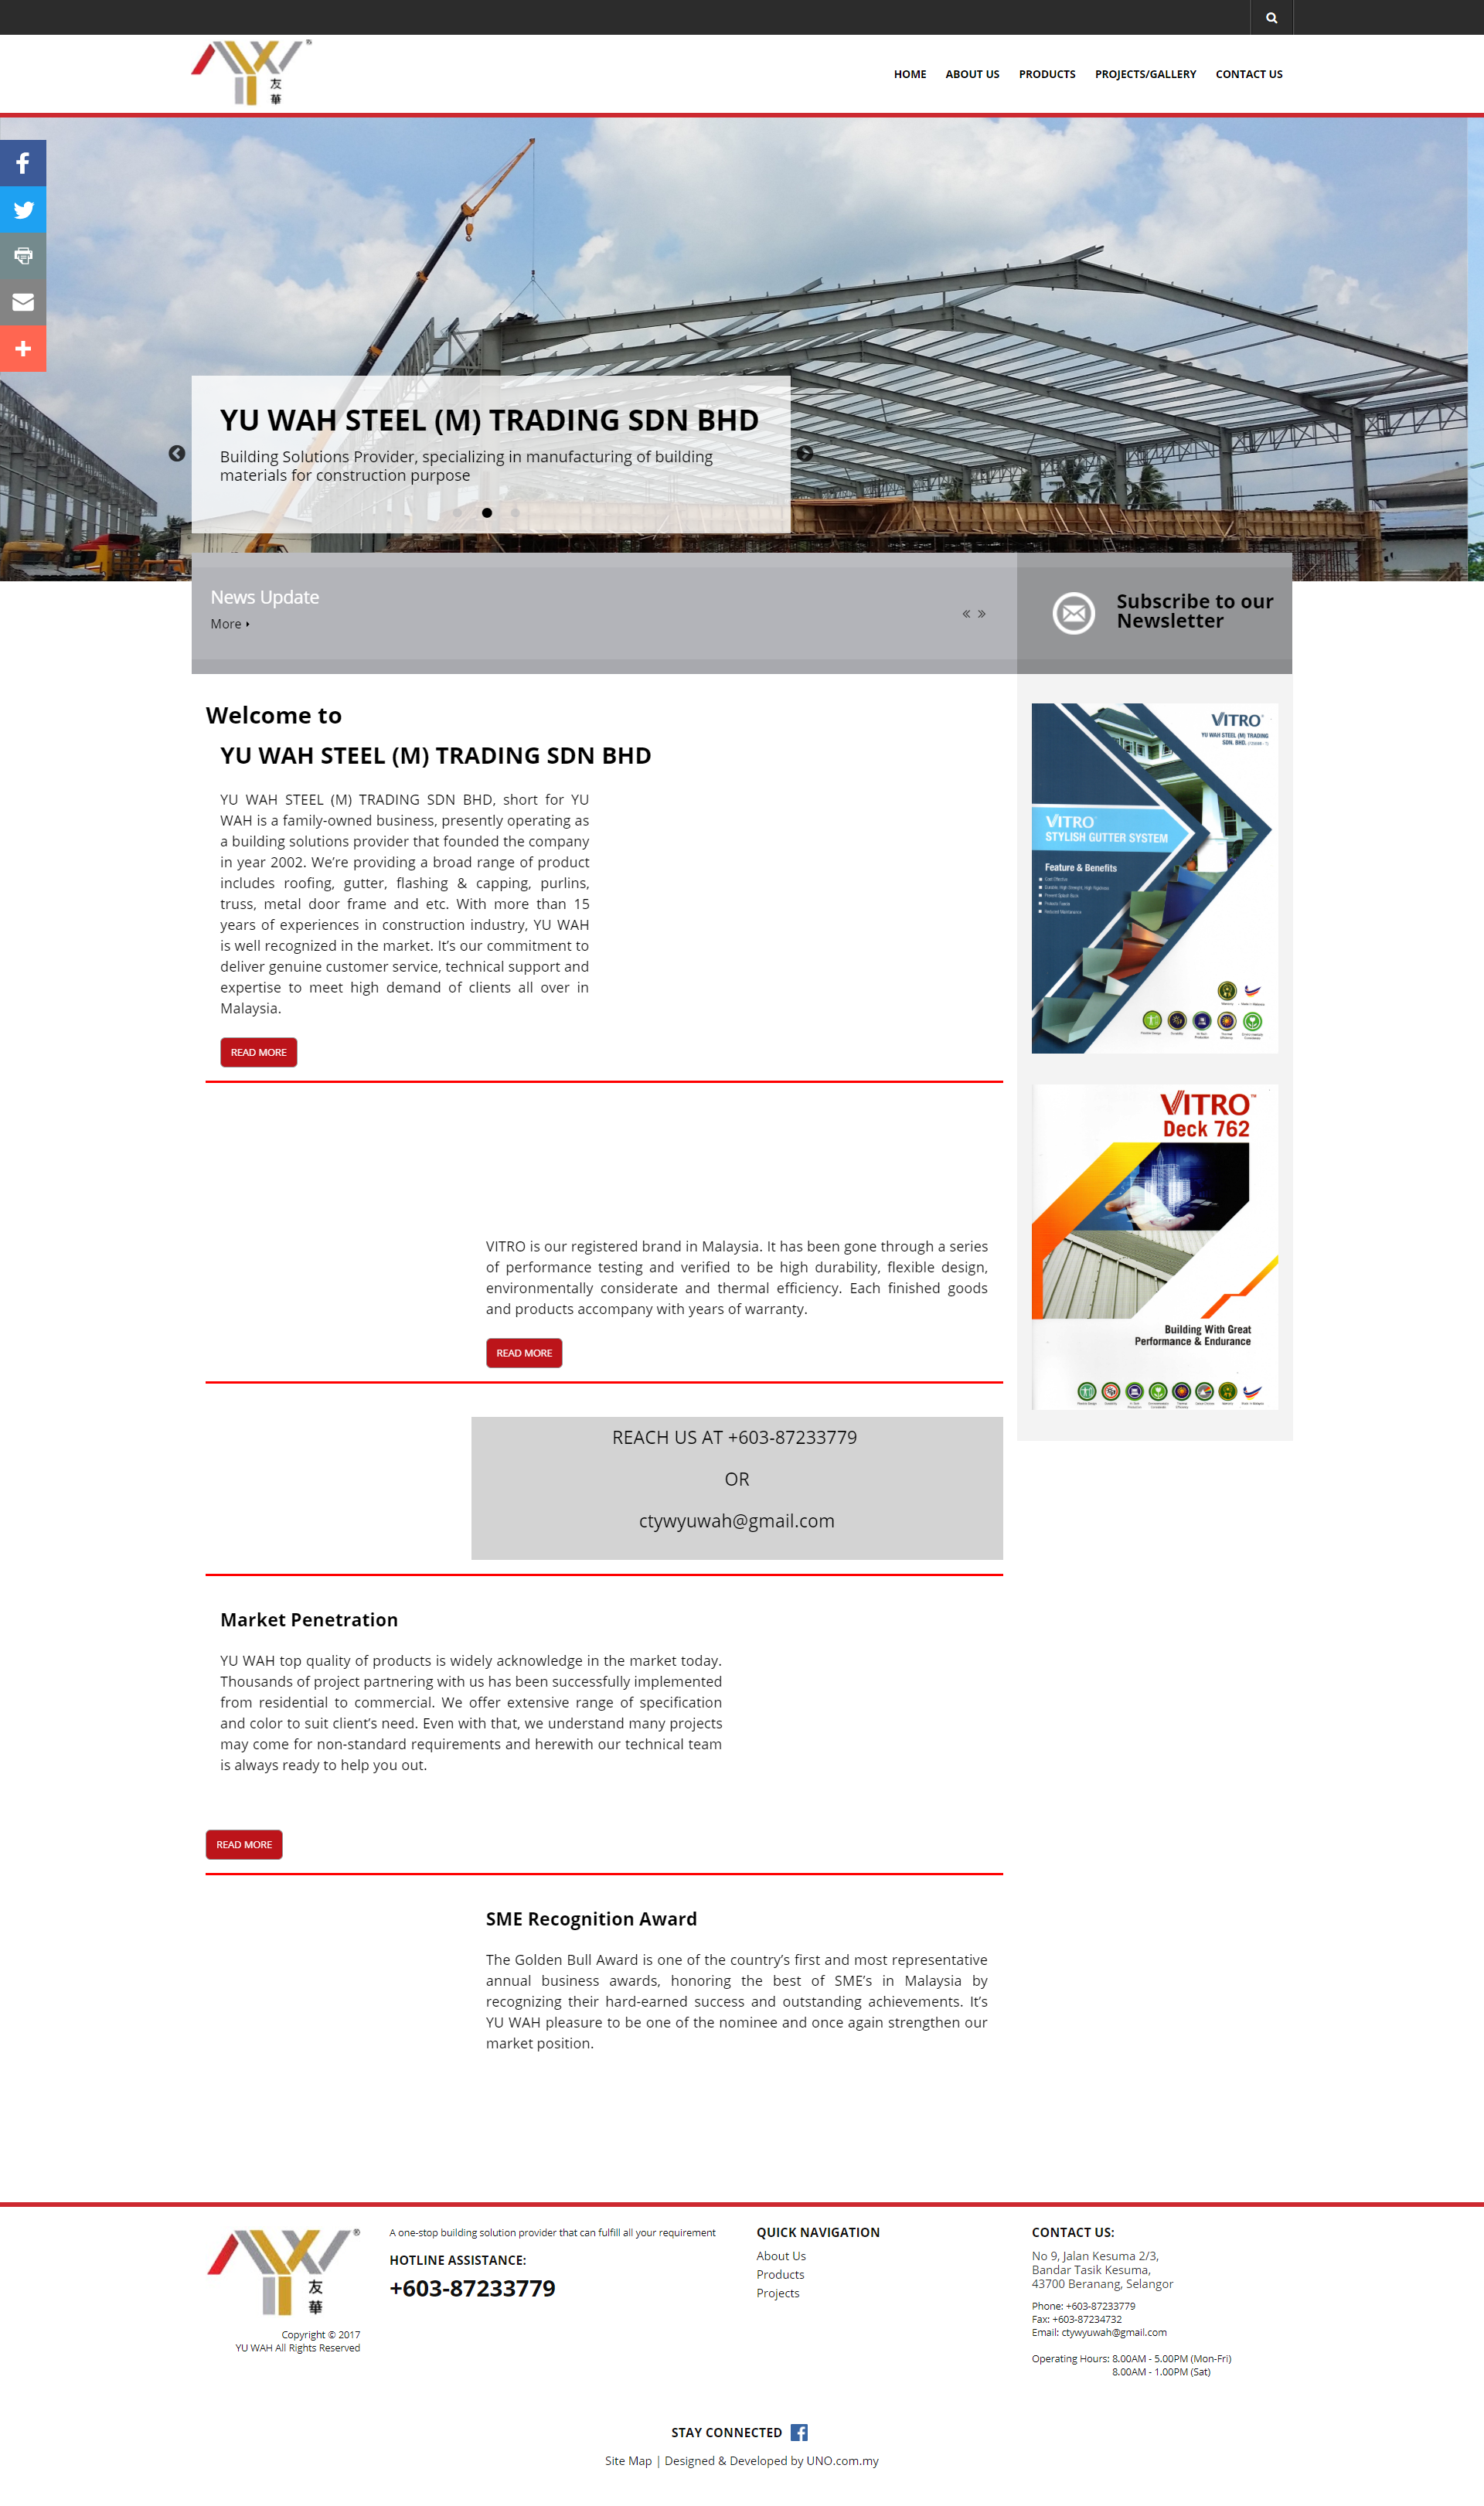 友
華
HOME
ABOUT US
PRODUCTS
PROJECTS/GALLERY
CONTACT US
YU WAH STEEL (M) TRADING SDN BHD
Building Solutions Provider, specializing in manufacturing of building
materials for construction purpose
News Update
More
Subscribe to our
Newsletter
Welcome to
YU WAH STEEL (M) TRADING SDN BHD
YU WAH STEEL (M) TRADING SDN BHD, short for YU
WAH is a family-owned business, presently operating as
a building solutions provider that founded the company
in year 2002. We’re providing a broad range of product
includes roofing, gutter, flashing & capping, purlins,
truss, metal door frame and etc. With more than 15
years of experiences in construction industry, YU WAH
is well recognized in the market. It’s our commitment to
deliver genuine customer service, technical support and
expertise to meet high demand of clients all over in
Malaysia.
READ MORE
VITRO
YU WAH STEEL (M) TRADING
SDN. BHD.
VITRO
STYLISH GUTTER SYSTEM
Feature & Benefits
Cost Effective
Durable, High Strength, High Rigidness
Prevent Splash Back
Protects Fascia
Reduced Maintenance
VITRO™
Deck 762
Building With Great
Performance & Endurance
VITRO is our registered brand in Malaysia. It has been gone through a series
of performance testing and verified to be high durability, flexible design,
environmentally considerate and thermal efficiency. Each finished goods
and products accompany with years of warranty.
READ MORE
REACH US AT +603-87233779
OR
ctywyuwah@gmail.com
Market Penetration
YU WAH top quality of products is widely acknowledge in the market today.
Thousands of project partnering with us has been successfully implemented
from residential to commercial. We offer extensive range of specification
and color to suit client’s need. Even with that, we understand many projects
may come for non-standard requirements and herewith our technical team
is always ready to help you out.
READ MORE
SME Recognition Award
The Golden Bull Award is one of the country’s first and most representative
annual business awards, honoring the best of SME’s in Malaysia by
recognizing their hard-earned success and outstanding achievements. It’s
YU WAH pleasure to be one of the nominee and once again strengthen our
market position.
友
華
Copyright © 2017
YU WAH All Rights Reserved
A one-stop building solution provider that can fulfill all your requirement
HOTLINE ASSISTANCE:
+603-87233779
QUICK NAVIGATION
About Us
Products
Projects
CONTACT US:
No 9, Jalan Kesuma 2/3,
Bandar Tasik Kesuma,
43700 Beranang, Selangor
Phone: +603-87233779
Fax: +603-87234732
Email: ctywyuwah@gmail.com
Operating Hours: 8.00AM - 5.00PM (Mon-Fri)
8.00AM - 1.00PM (Sat)
STAY CONNECTED
Site Map | Designed & Developed by UNO.com.my